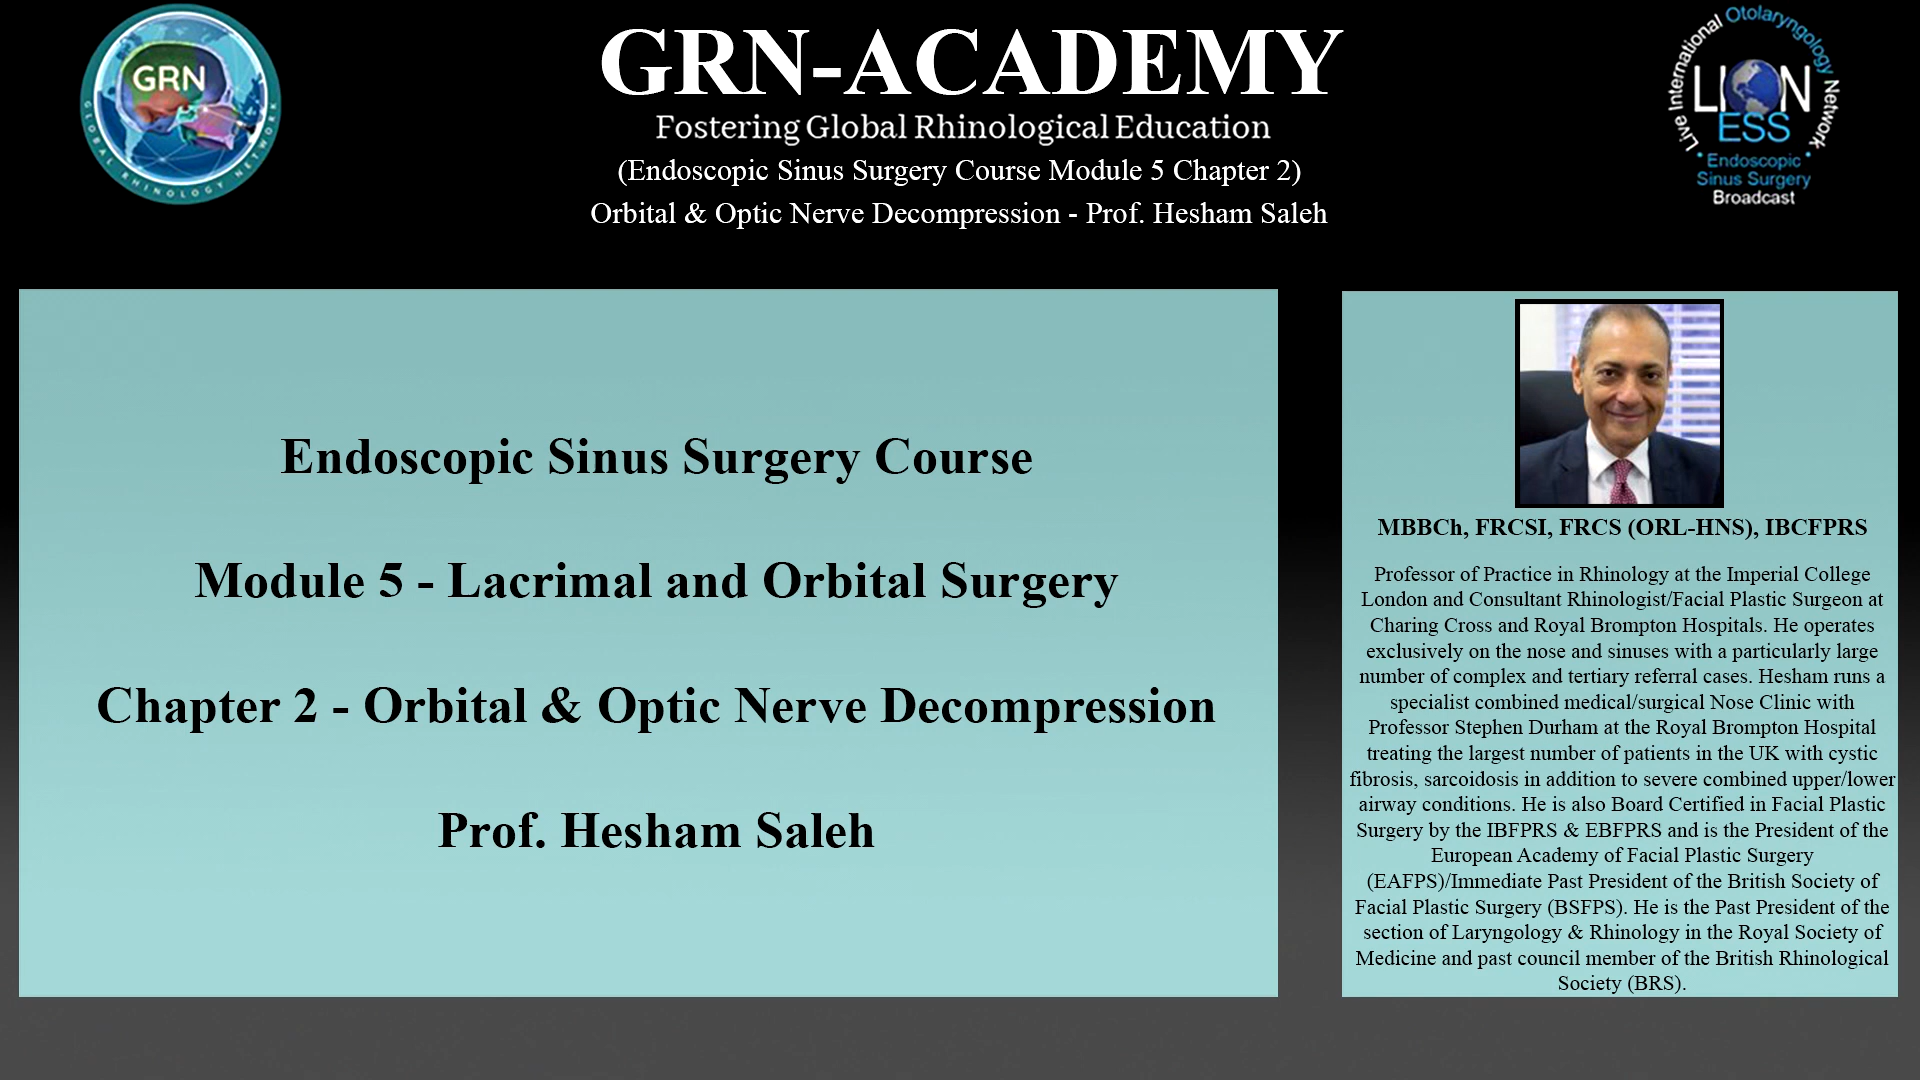 GRN
GLOBAL RHINOLOGY NETWORK
GRN-ACADEMY
Fostering Global Rhinological Education
(Endoscopic Sinus Surgery Course Module 5 Chapter 2)
Orbital & Optic Nerve Decompression - Prof. Hesham Saleh
Live International Otolaryngology Network
LION
ESS
• Endoscopic •
Sinus Surgery
Broadcast
Endoscopic Sinus Surgery Course
Module 5 - Lacrimal and Orbital Surgery
Chapter 2 - Orbital & Optic Nerve Decompression
Prof. Hesham Saleh
MBBCh, FRCSI, FRCS (ORL-HNS), IBCFPRS
Professor of Practice in Rhinology at the Imperial College
London and Consultant Rhinologist/Facial Plastic Surgeon at
Charing Cross and Royal Brompton Hospitals. He operates
exclusively on the nose and sinuses with a particularly large
number of complex and tertiary referral cases. Hesham runs a
specialist combined medical/surgical Nose Clinic with
Professor Stephen Durham at the Royal Brompton Hospital
treating the largest number of patients in the UK with cystic
fibrosis, sarcoidosis in addition to severe combined upper/lower
airway conditions. He is also Board Certified in Facial Plastic
Surgery by the IBFPRS & EBFPRS and is the President of the
European Academy of Facial Plastic Surgery
(EAFPS)/Immediate Past President of the British Society of
Facial Plastic Surgery (BSFPS). He is the Past President of the
section of Laryngology & Rhinology in the Royal Society of
Medicine and past council member of the British Rhinological
Society (BRS).